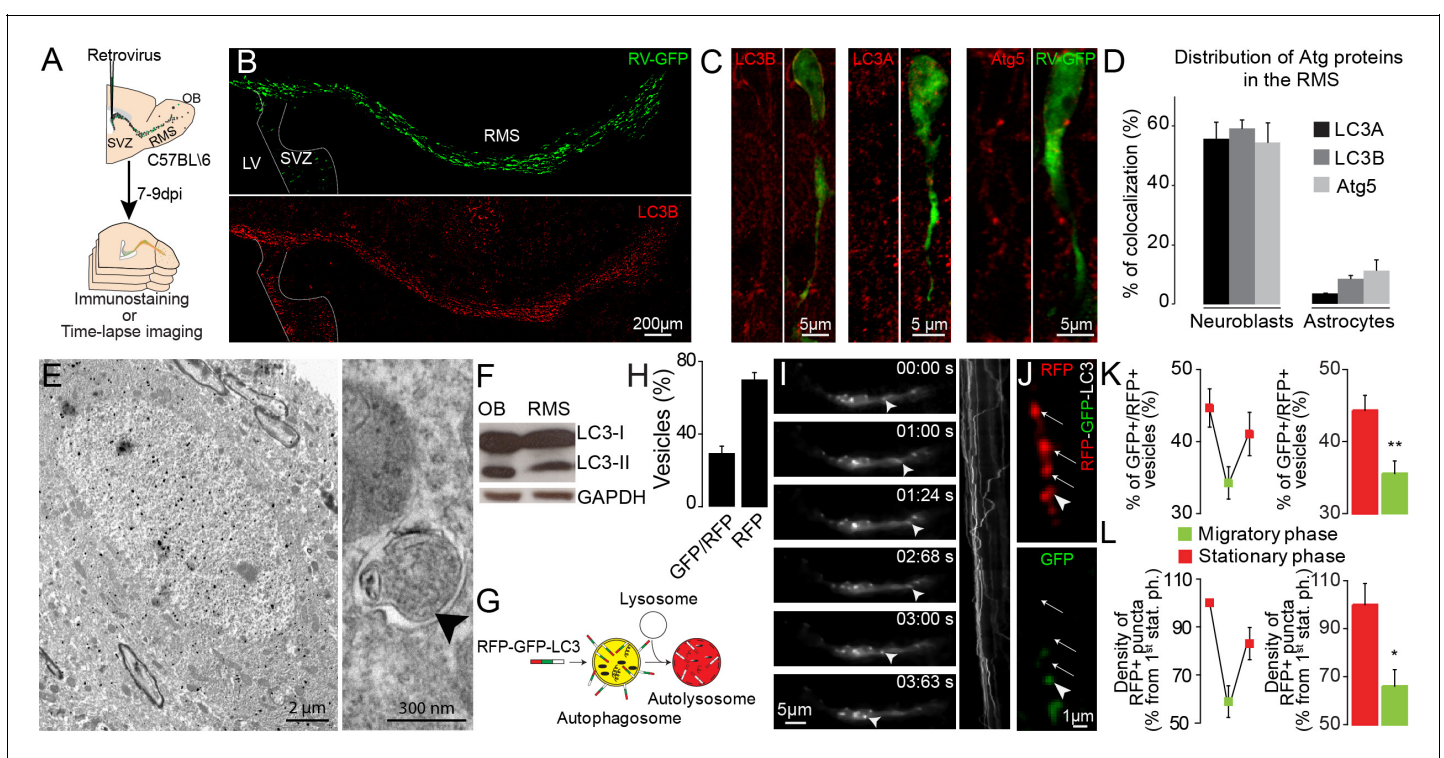 A
Retrovirus
OB
RMS
SVZ
C57BL\6
7-9dpi
Immunostaining
or
Time-lapse imaging
B
RV-GFP
RMS
LV
SVZ
LC3B
200µm
C
LC3B
5µm
LC3A
5 µm
Atg5
RV-GFP
5µm
D
Distribution of Atg proteins
in the RMS
% of colocalization (%)
60
40
20
0
LC3A
LC3B
Atg5
Neuroblasts
Astrocytes
E
2 µm
300 nm
F
OB
RMS
LC3-I
LC3-II
GAPDH
G
RFP-GFP-LC3
Lysosome
Autophagosome
Autolysosome
H
Vesicles (%)
80
40
0
GFP/RFP
RFP
I
00:00 s
01:00 s
01:24 s
02:68 s
03:00 s
03:63 s
5µm
J
RFP
RFP-GFP-LC3
GFP
1µm
K
% of GFP+/RFP+
vesicles (%)
50
40
30
% of GFP+/RFP+
vesicles (%)
50
40
30
**
Migratory phase
Stationary phase
L
Density of
RFP+ puncta
(% from 1st stat. ph.)
110
90
70
50
Density of
RFP+ puncta
(% from 1st stat. ph.)
110
90
70
50
*